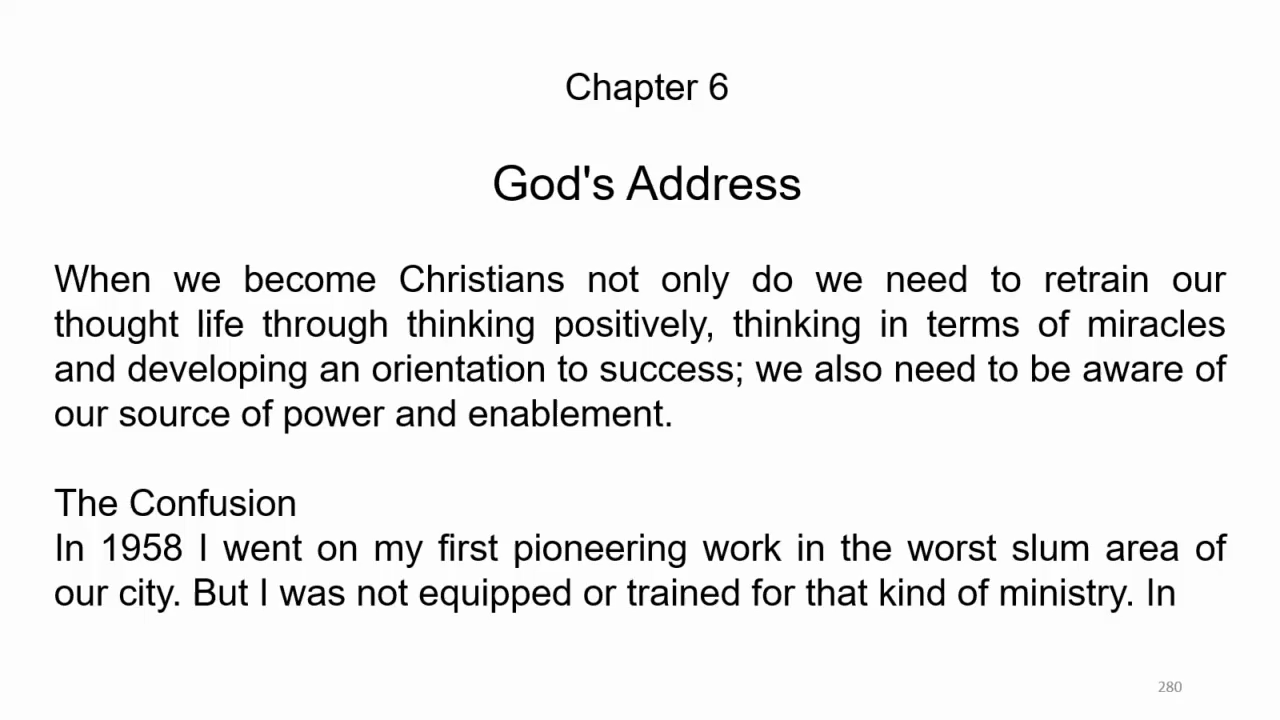 Chapter 6
God's Address
When we become Christians not only do we need to retrain our
thought life through thinking positively, thinking in terms of miracles
and developing an orientation to success; we also need to be aware of
our source of power and enablement.
The Confusion
In 1958 I went on my first pioneering work in the worst slum area of
our city. But I was not equipped or trained for that kind of ministry. In
280